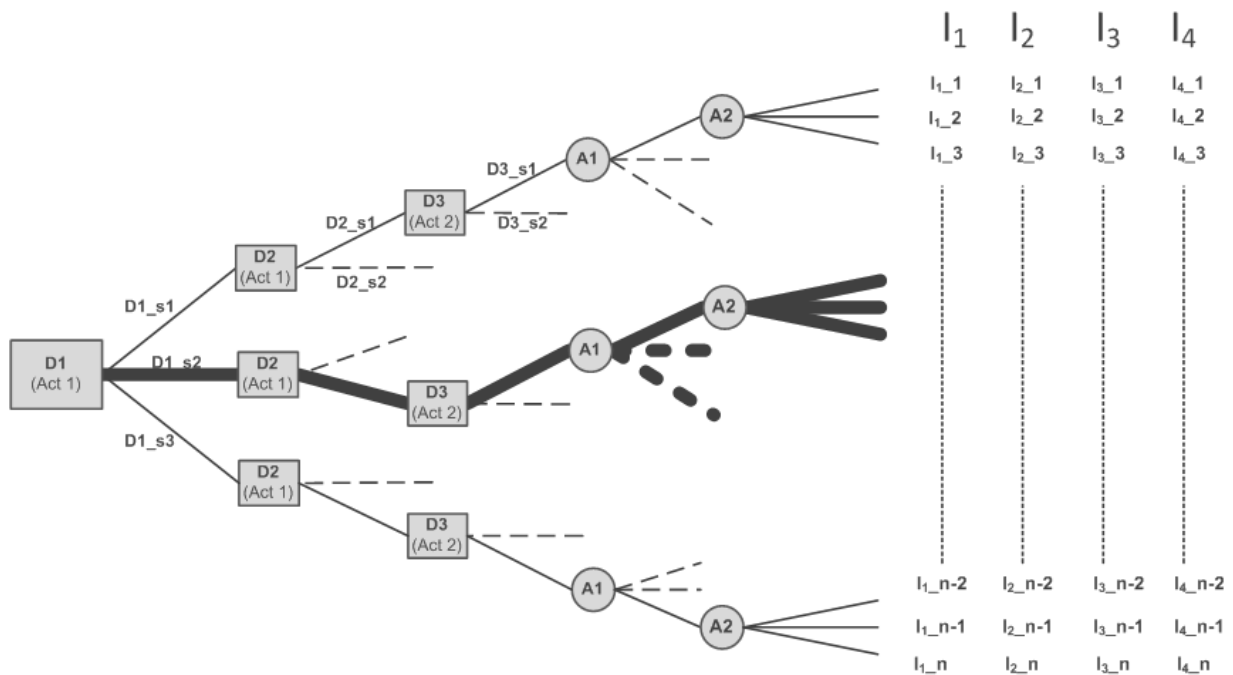 I₁ I₂ I₃ I₄
I₁_1 I₂_1 I₃_1 I₄_1
A2
I₁_2 I₂_2 I₃_2 I₄_2
A1
I₁_3 I₂_3 I₃_3 I₄_3
D3_s1
D3
(Act 2)
D2_s1
D3_s2
D2
(Act 1)
D2_s2
D1_s1
A2
A1
D1
(Act 1)
D1_s2
D2
(Act 1)
D3
(Act 2)
D1_s3
D2
(Act 1)
D3
(Act 2)
A1
I₁_n-2 I₂_n-2 I₃_n-2 I₄_n-2
A2
I₁_n-1 I₂_n-1 I₃_n-1 I₄_n-1
I₁_n I₂_n I₃_n I₄_n